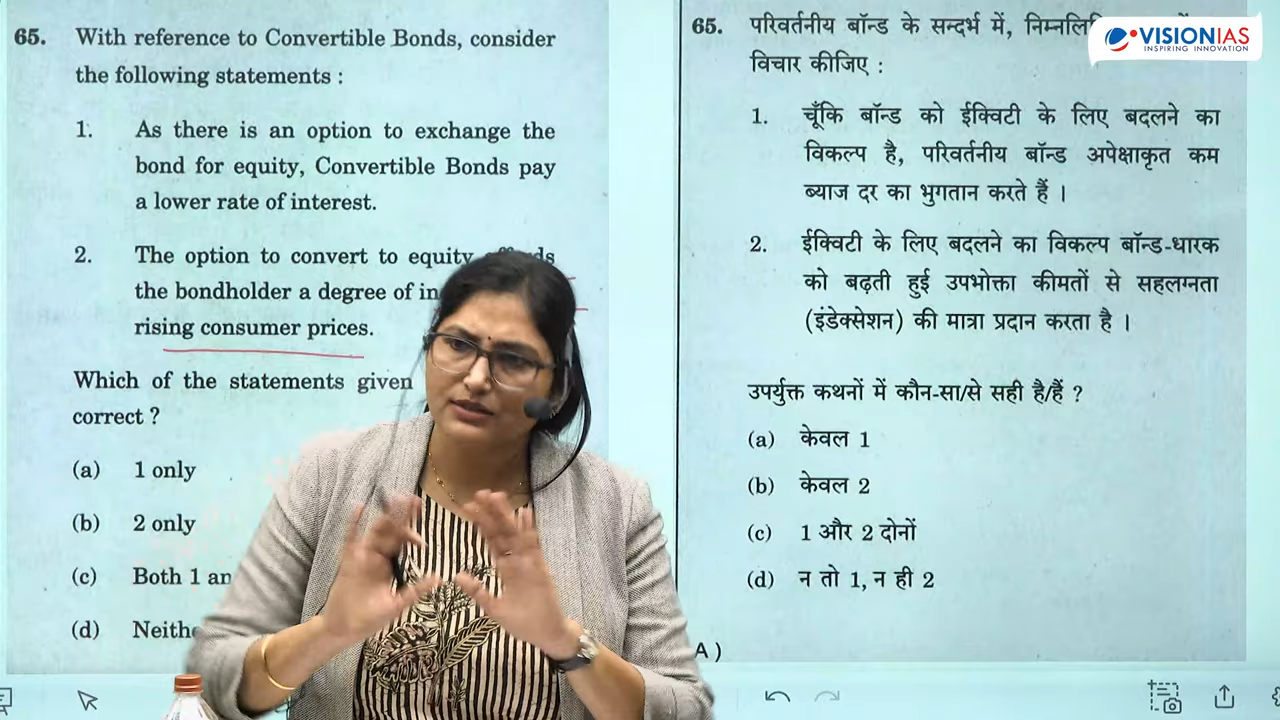 65. With reference to Convertible Bonds, consider
the following statements :
1. As there is an option to exchange the
bond for equity, Convertible Bonds pay
a lower rate of interest.
2. The option to convert to equity
the bondholder a degree of
rising consumer prices.
Which of the statements given
correct ?
(a) 1 only
(b) 2 only
(c) Both 1
(d)
65. परिवर्तनीय बॉन्ड के सन्दर्भ में,
विचार कीजिए :
1. चूँकि बॉन्ड को ईक्विटी के लिए बदलने का
विकल्प है, परिवर्तनीय बॉन्ड अपेक्षाकृत कम
ब्याज दर का भुगतान करते हैं ।
2. ईक्विटी के लिए बदलने का विकल्प बॉन्ड-धारक
को बढ़ती हुई उपभोक्ता कीमतों से सहलग्नता
(इंडेक्सेशन) की मात्रा प्रदान करता है ।
उपर्युक्त कथनों में कौन-सा/से सही है/हैं ?
(a) केवल 1
(b) केवल 2
(c) 1 और 2 दोनों
(d) न तो 1, न ही 2
A )
VISIONIAS
INSPIRING INNOVATION